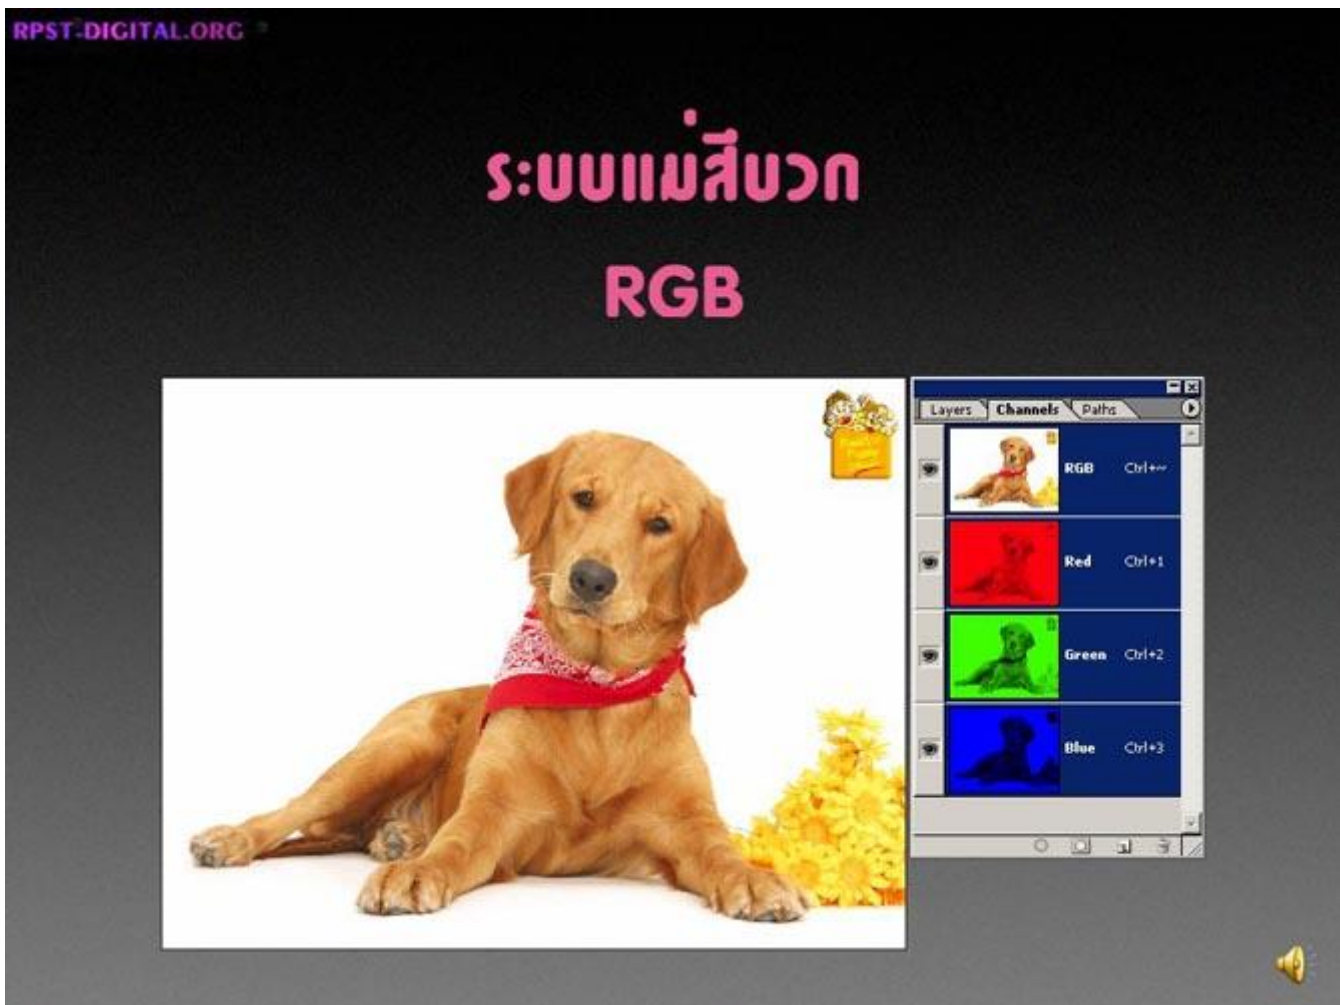 RPST-DIGITAL.ORG
ระบบแม่สีบวก
RGB
Layers Channels Paths
RGB Ctrl+~
Red Ctrl+1
Green Ctrl+2
Blue Ctrl+3